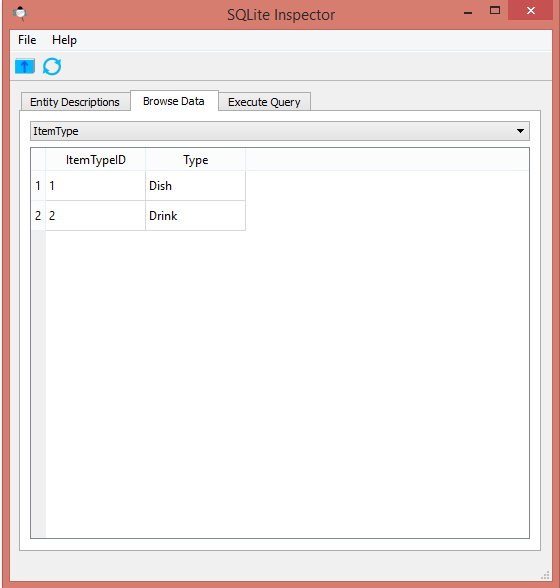 SQLite Inspector
File Help
Entity Descriptions Browse Data Execute Query
ItemType
ItemTypeID Type
1 1 Dish
2 2 Drink